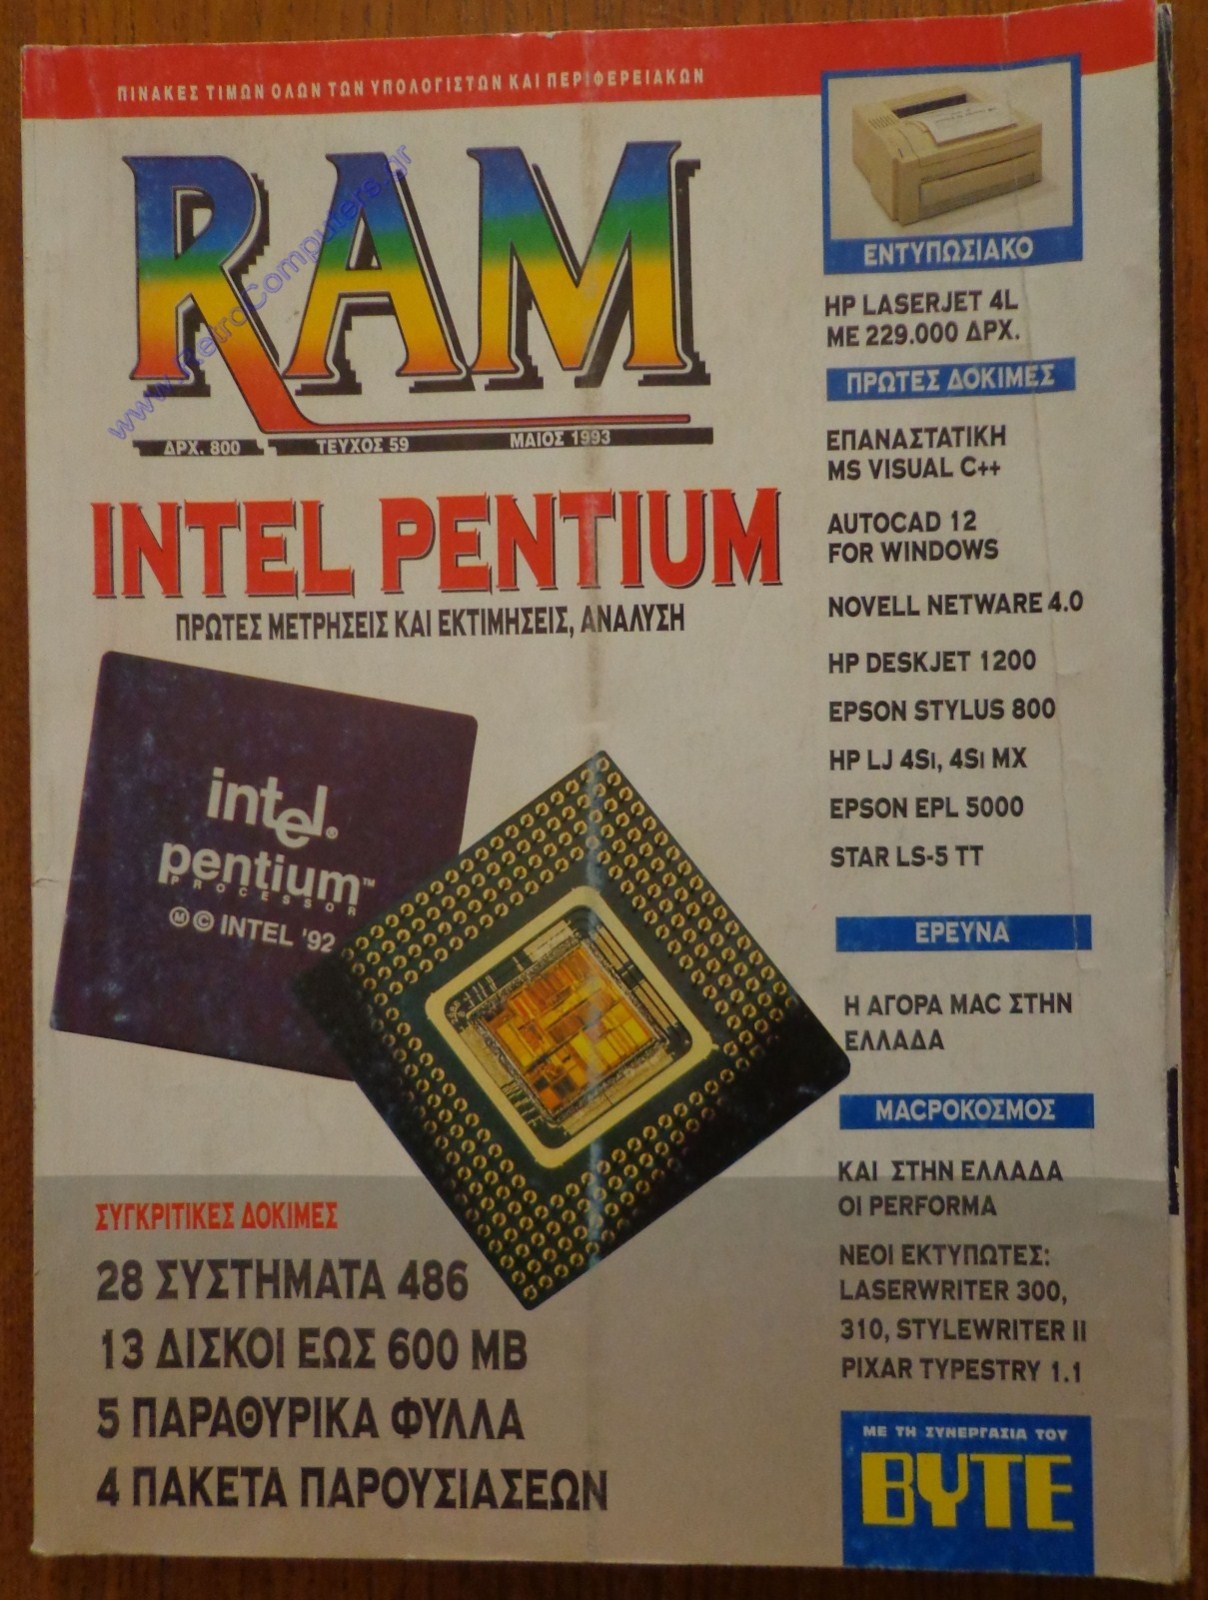 ΠΙΝΑΚΕΣ ΤΙΜΩΝ ΟΛΩΝ ΤΩΝ ΥΠΟΛΟΓΙΣΤΩΝ ΚΑΙ ΠΕΡΙΦΕΡΕΙΑΚΩΝ
RAM
www.RetroComputers.gr
ΔΡΧ. 800 ΤΕΥΧΟΣ 59 ΜΑΙΟΣ 1993
INTEL PENTIUM
ΠΡΩΤΕΣ ΜΕΤΡΗΣΕΙΣ ΚΑΙ ΕΚΤΙΜΗΣΕΙΣ, ΑΝΑΛΥΣΗ
intel®
pentium™
PROCESSOR
Ⓜ © INTEL '92
ΣΥΓΚΡΙΤΙΚΕΣ ΔΟΚΙΜΕΣ
28 ΣΥΣΤΗΜΑΤΑ 486
13 ΔΙΣΚΟΙ ΕΩΣ 600 MB
5 ΠΑΡΑΘΥΡΙΚΑ ΦΥΛΛΑ
4 ΠΑΚΕΤΑ ΠΑΡΟΥΣΙΑΣΕΩΝ
ΕΝΤΥΠΩΣΙΑΚΟ
HP LASERJET 4L
ΜΕ 229.000 ΔΡΧ.
ΠΡΩΤΕΣ ΔΟΚΙΜΕΣ
ΕΠΑΝΑΣΤΑΤΙΚΗ
MS VISUAL C++
AUTOCAD 12
FOR WINDOWS
NOVELL NETWARE 4.0
HP DESKJET 1200
EPSON STYLUS 800
HP LJ 4Si, 4Si MX
EPSON EPL 5000
STAR LS-5 TT
ΕΡΕΥΝΑ
Η ΑΓΟΡΑ MAC ΣΤΗΝ
ΕΛΛΑΔΑ
MACΡΟΚΟΣΜΟΣ
ΚΑΙ ΣΤΗΝ ΕΛΛΑΔΑ
ΟΙ PERFORMA
ΝΕΟΙ ΕΚΤΥΠΩΤΕΣ:
LASERWRITER 300,
310, STYLEWRITER II
PIXAR TYPESTRY 1.1
ΜΕ ΤΗ ΣΥΝΕΡΓΑΣΙΑ ΤΟΥ
BYTE